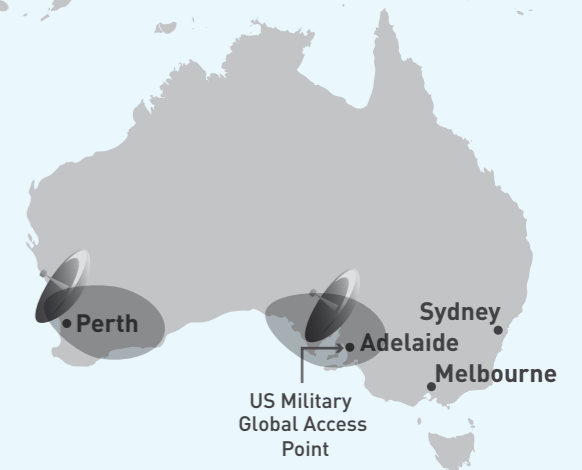 Sydney
Perth
Adelaide
Melbourne
US Military
Global Access
Point